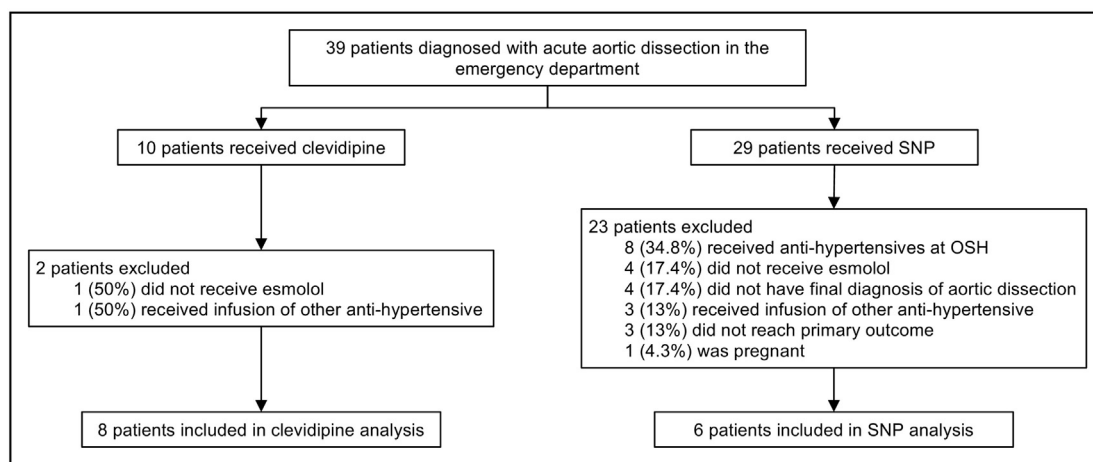 39 patients diagnosed with acute aortic dissection in the
emergency department
10 patients received clevidipine
29 patients received SNP
2 patients excluded
1 (50%) did not receive esmolol
1 (50%) received infusion of other anti-hypertensive
23 patients excluded
8 (34.8%) received anti-hypertensives at OSH
4 (17.4%) did not receive esmolol
4 (17.4%) did not have final diagnosis of aortic dissection
3 (13%) received infusion of other anti-hypertensive
3 (13%) did not reach primary outcome
1 (4.3%) was pregnant
8 patients included in clevidipine analysis
6 patients included in SNP analysis